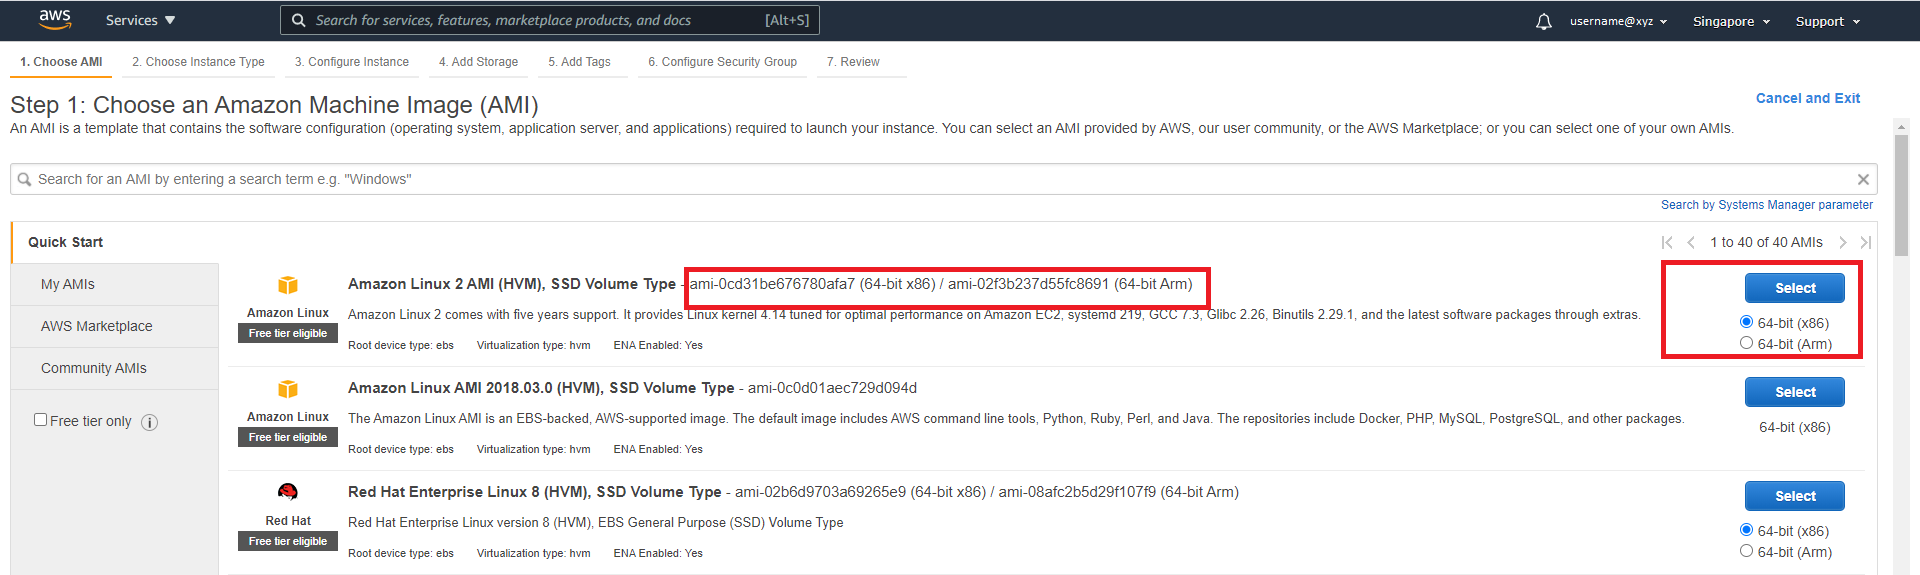 aws Services Search for services, features, marketplace products, and docs [Alt+S] username@xyz Singapore Support
1. Choose AMI 2. Choose Instance Type 3. Configure Instance 4. Add Storage 5. Add Tags 6. Configure Security Group 7. Review
Step 1: Choose an Amazon Machine Image (AMI)
Cancel and Exit
An AMI is a template that contains the software configuration (operating system, application server, and applications) required to launch your instance. You can select an AMI provided by AWS, our user community, or the AWS Marketplace; or you can select one of your own AMIs.
Search for an AMI by entering a search term e.g. "Windows"
Search by Systems Manager parameter
Quick Start
1 to 40 of 40 AMIs
My AMIs
AWS Marketplace
Community AMIs
Free tier only
Amazon Linux
Free tier eligible
Amazon Linux 2 AMI (HVM), SSD Volume Type - ami-0cd31be676780afa7 (64-bit x86) / ami-02f3b237d55fc8691 (64-bit Arm)
Amazon Linux 2 comes with five years support. It provides Linux kernel 4.14 tuned for optimal performance on Amazon EC2, systemd 219, GCC 7.3, Glibc 2.26, Binutils 2.29.1, and the latest software packages through extras.
Root device type: ebs Virtualization type: hvm ENA Enabled: Yes
Select
64-bit (x86)
64-bit (Arm)
Amazon Linux
Free tier eligible
Amazon Linux AMI 2018.03.0 (HVM), SSD Volume Type - ami-0c0d01aec729d094d
The Amazon Linux AMI is an EBS-backed, AWS-supported image. The default image includes AWS command line tools, Python, Ruby, Perl, and Java. The repositories include Docker, PHP, MySQL, PostgreSQL, and other packages.
Root device type: ebs Virtualization type: hvm ENA Enabled: Yes
Select
64-bit (x86)
Red Hat
Free tier eligible
Red Hat Enterprise Linux 8 (HVM), SSD Volume Type - ami-02b6d9703a69265e9 (64-bit x86) / ami-08afc2b5d29f107f9 (64-bit Arm)
Red Hat Enterprise Linux version 8 (HVM), EBS General Purpose (SSD) Volume Type
Root device type: ebs Virtualization type: hvm ENA Enabled: Yes
Select
64-bit (x86)
64-bit (Arm)